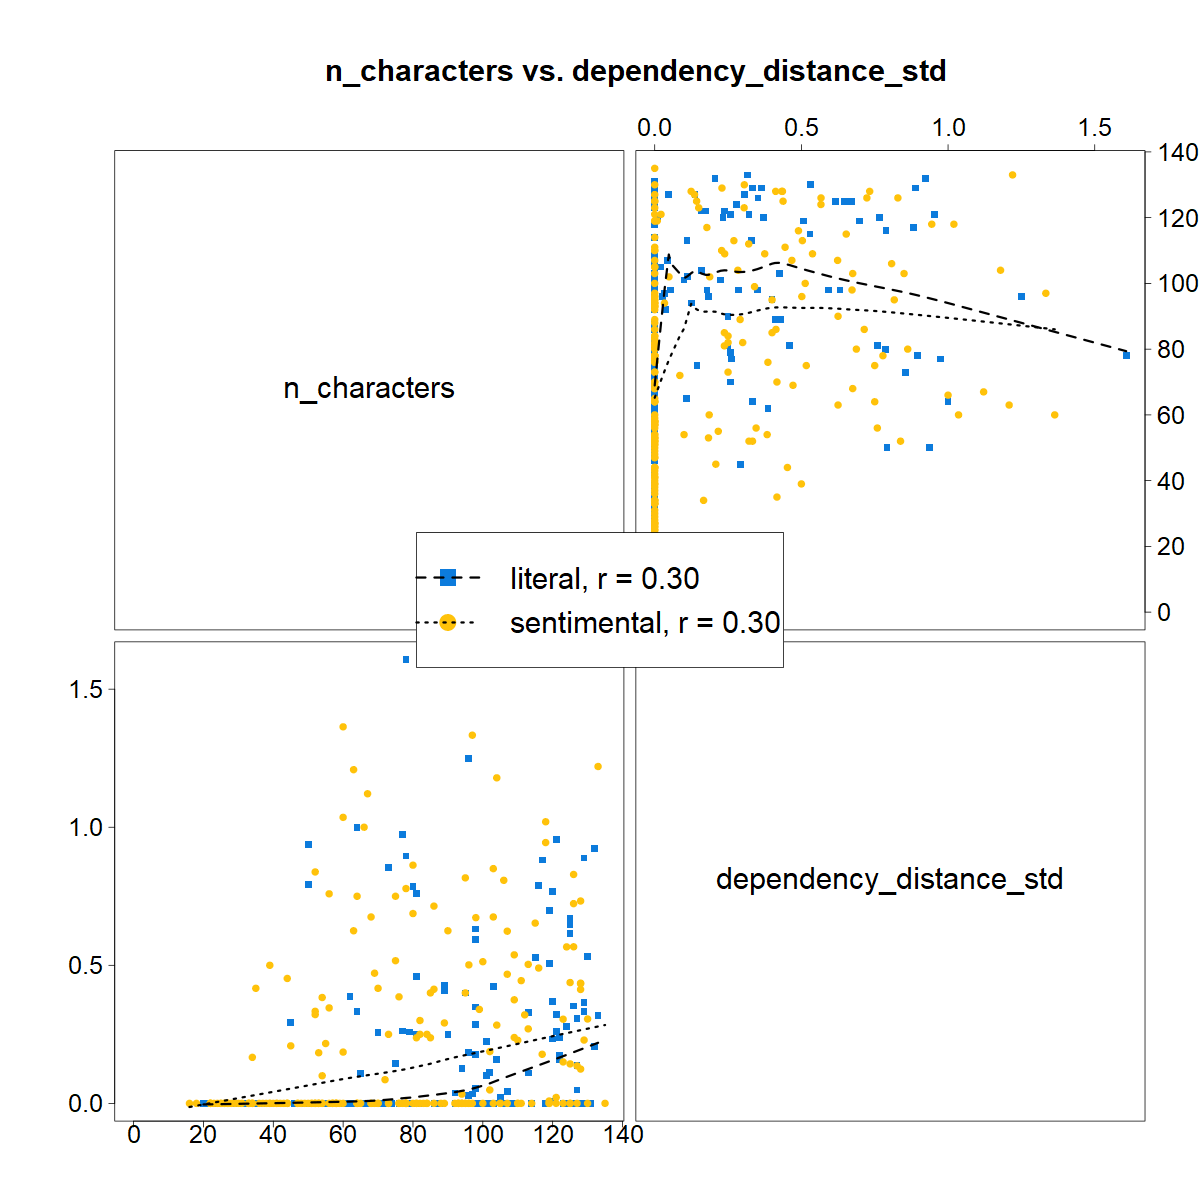 n_characters vs. dependency_distance_std
0.0 0.5 1.0 1.5
140
120
100
80
60
40
20
0
n_characters
literal, r = 0.30
sentimental, r = 0.30
1.5
1.0
0.5
0.0
dependency_distance_std
0 20 40 60 80 100 120 140